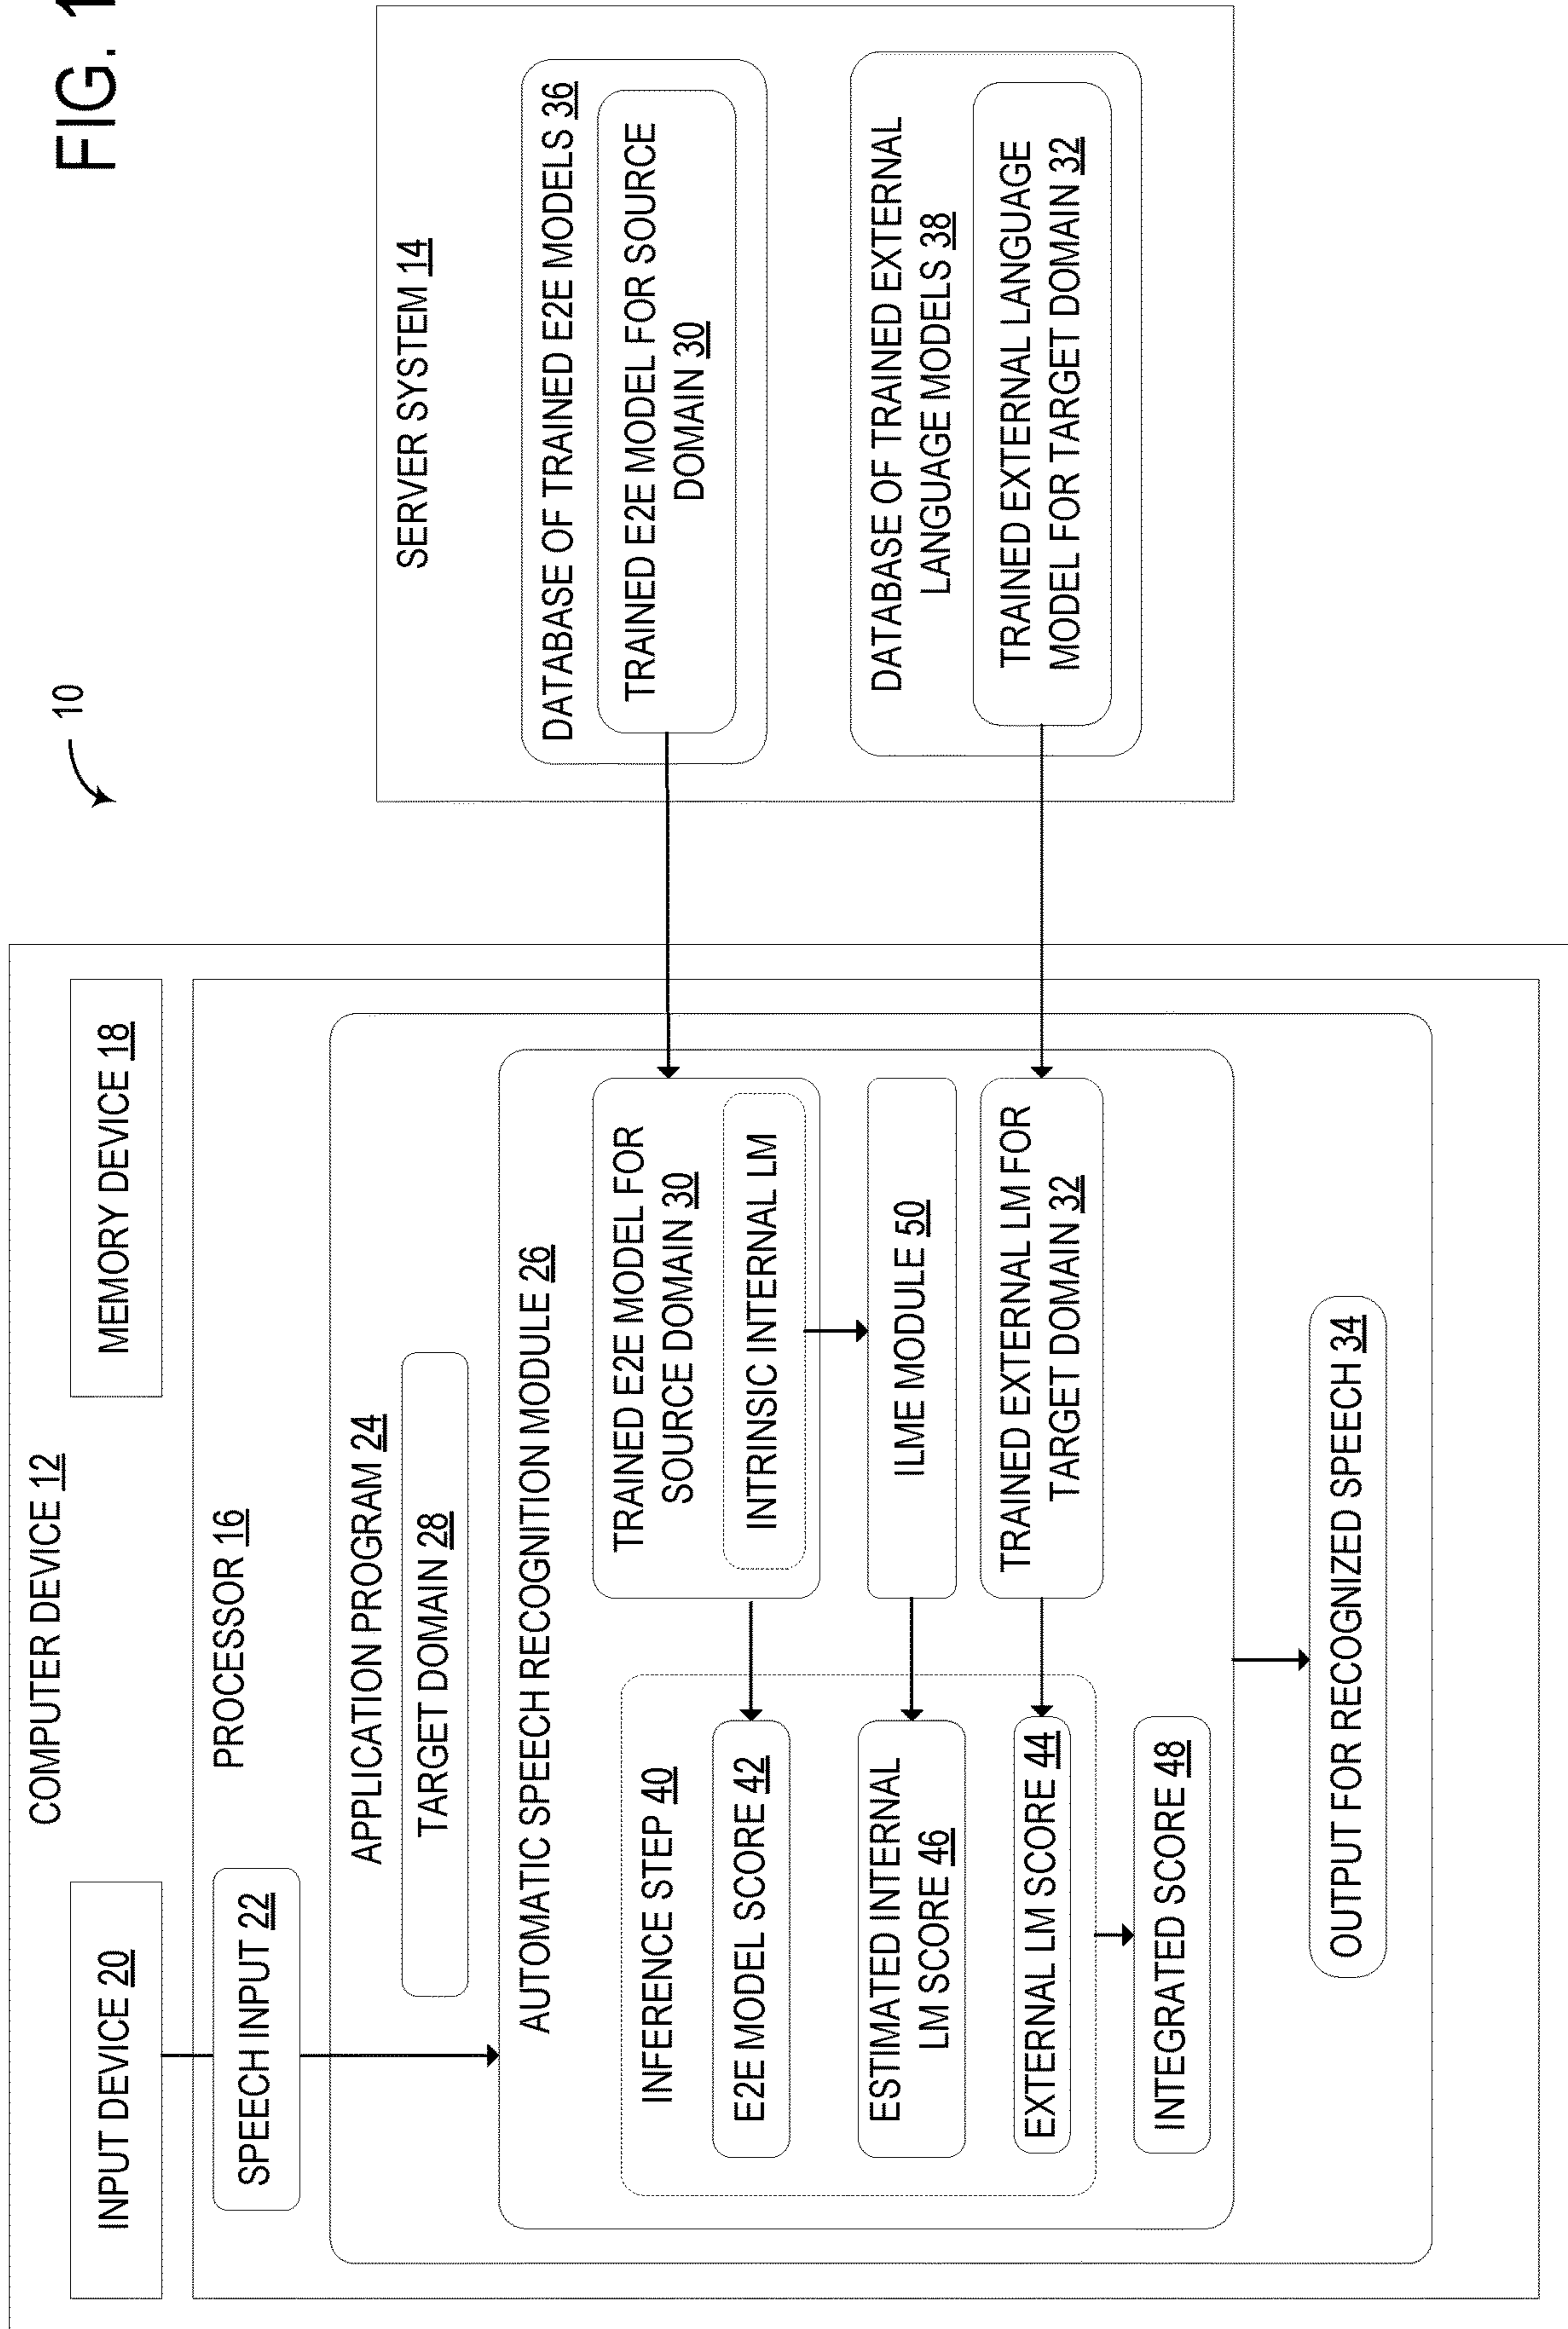 FIG. 1
10
COMPUTER DEVICE 12
INPUT DEVICE 20
MEMORY DEVICE 18
PROCESSOR 16
SPEECH INPUT 22
APPLICATION PROGRAM 24
TARGET DOMAIN 28
AUTOMATIC SPEECH RECOGNITION MODULE 26
INFERENCE STEP 40
E2E MODEL SCORE 42
ESTIMATED INTERNAL
LM SCORE 46
EXTERNAL LM SCORE 44
INTEGRATED SCORE 48
TRAINED E2E MODEL FOR
SOURCE DOMAIN 30
INTRINSIC INTERNAL LM
ILME MODULE 50
TRAINED EXTERNAL LM FOR
TARGET DOMAIN 32
OUTPUT FOR RECOGNIZED SPEECH 34
SERVER SYSTEM 14
DATABASE OF TRAINED E2E MODELS 36
TRAINED E2E MODEL FOR SOURCE
DOMAIN 30
DATABASE OF TRAINED EXTERNAL
LANGUAGE MODELS 38
TRAINED EXTERNAL LANGUAGE
MODEL FOR TARGET DOMAIN 32